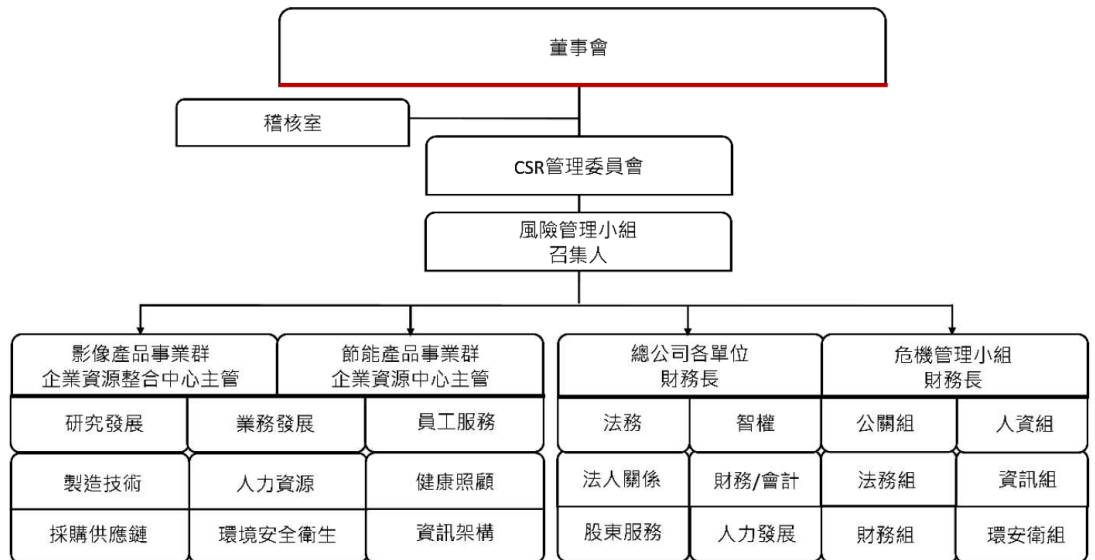 董事會
稽核室
CSR管理委員會
風險管理小組
召集人
影像產品事業群
企業資源整合中心主管
節能產品事業群
企業資源中心主管
總公司各單位
財務長
危機管理小組
財務長
研究發展
業務發展
員工服務
法務
智權
公關組
人資組
製造技術
人力資源
健康照顧
法人關係
財務/會計
法務組
資訊組
採購供應鏈
環境安全衛生
資訊架構
股東服務
人力發展
財務組
環安衛組